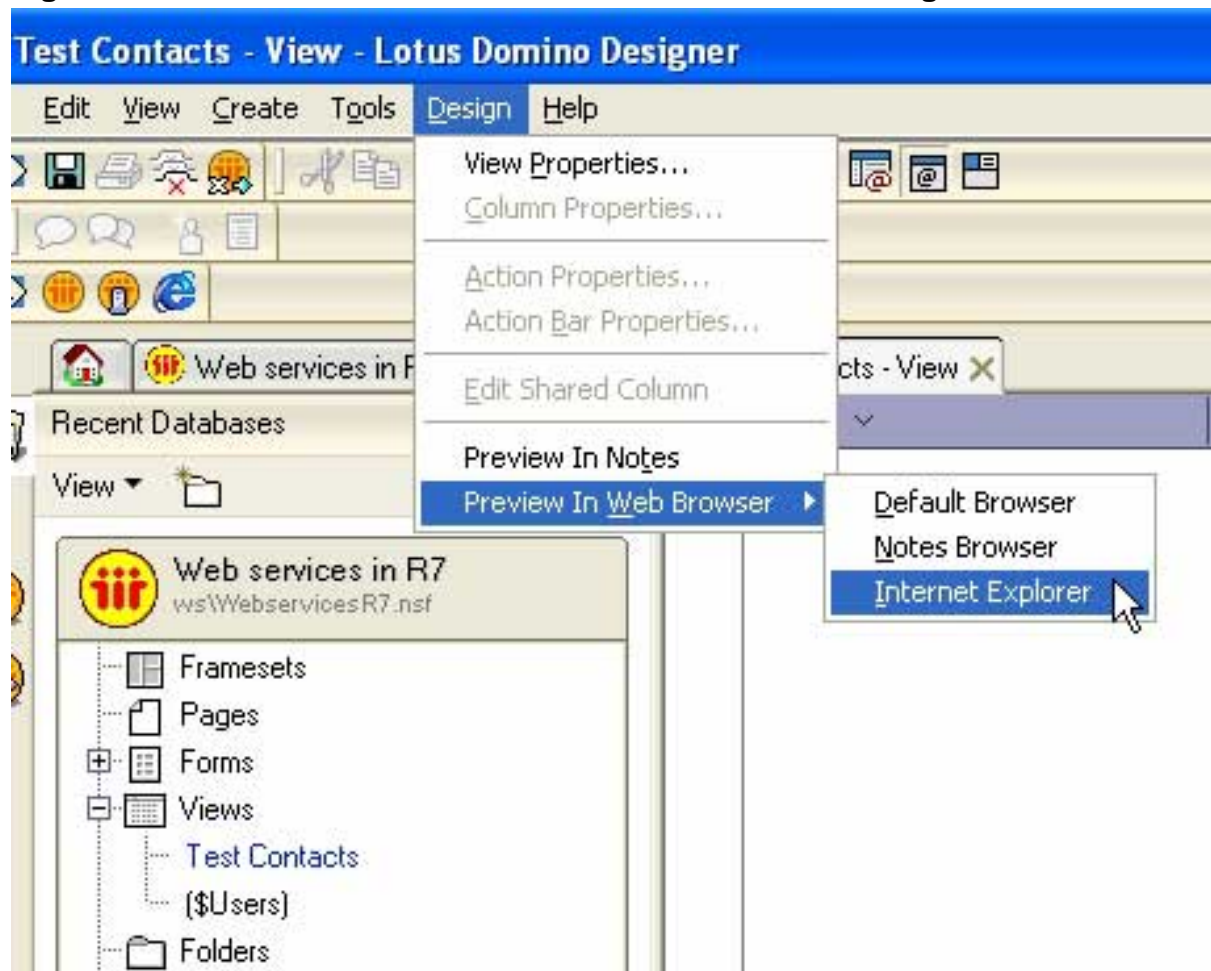 Test Contacts - View - Lotus Domino Designer
Edit View Create Tools Design Help
View Properties...
Column Properties...
Action Properties...
Action Bar Properties...
Edit Shared Column
Preview In Notes
Preview In Web Browser
Default Browser
Notes Browser
Internet Explorer
Web services in
cts - View
Recent Databases
View
Web services in R7
ws\WebservicesR7.nsf
Framesets
Pages
Forms
Views
Test Contacts
($Users)
Folders